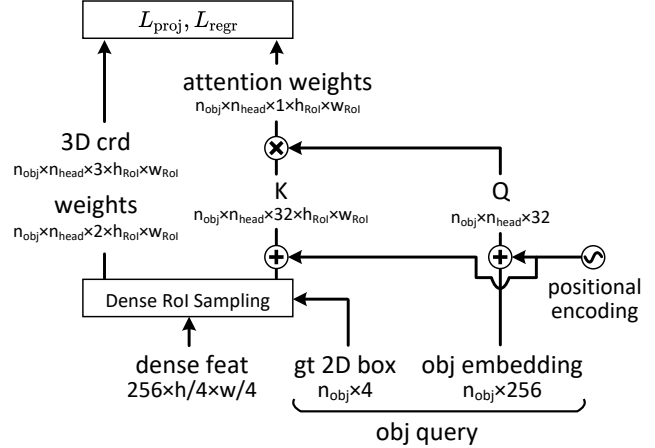 L_proj, L_regr
attention weights
n_obj×n_head×1×h_RoI×w_RoI
3D crd
n_obj×n_head×3×h_RoI×w_RoI
weights
n_obj×n_head×2×h_RoI×w_RoI
K
n_obj×n_head×32×h_RoI×w_RoI
Q
n_obj×n_head×32
positional
encoding
Dense RoI Sampling
dense feat
256×h/4×w/4
gt 2D box
n_obj×4
obj embedding
n_obj×256
obj query